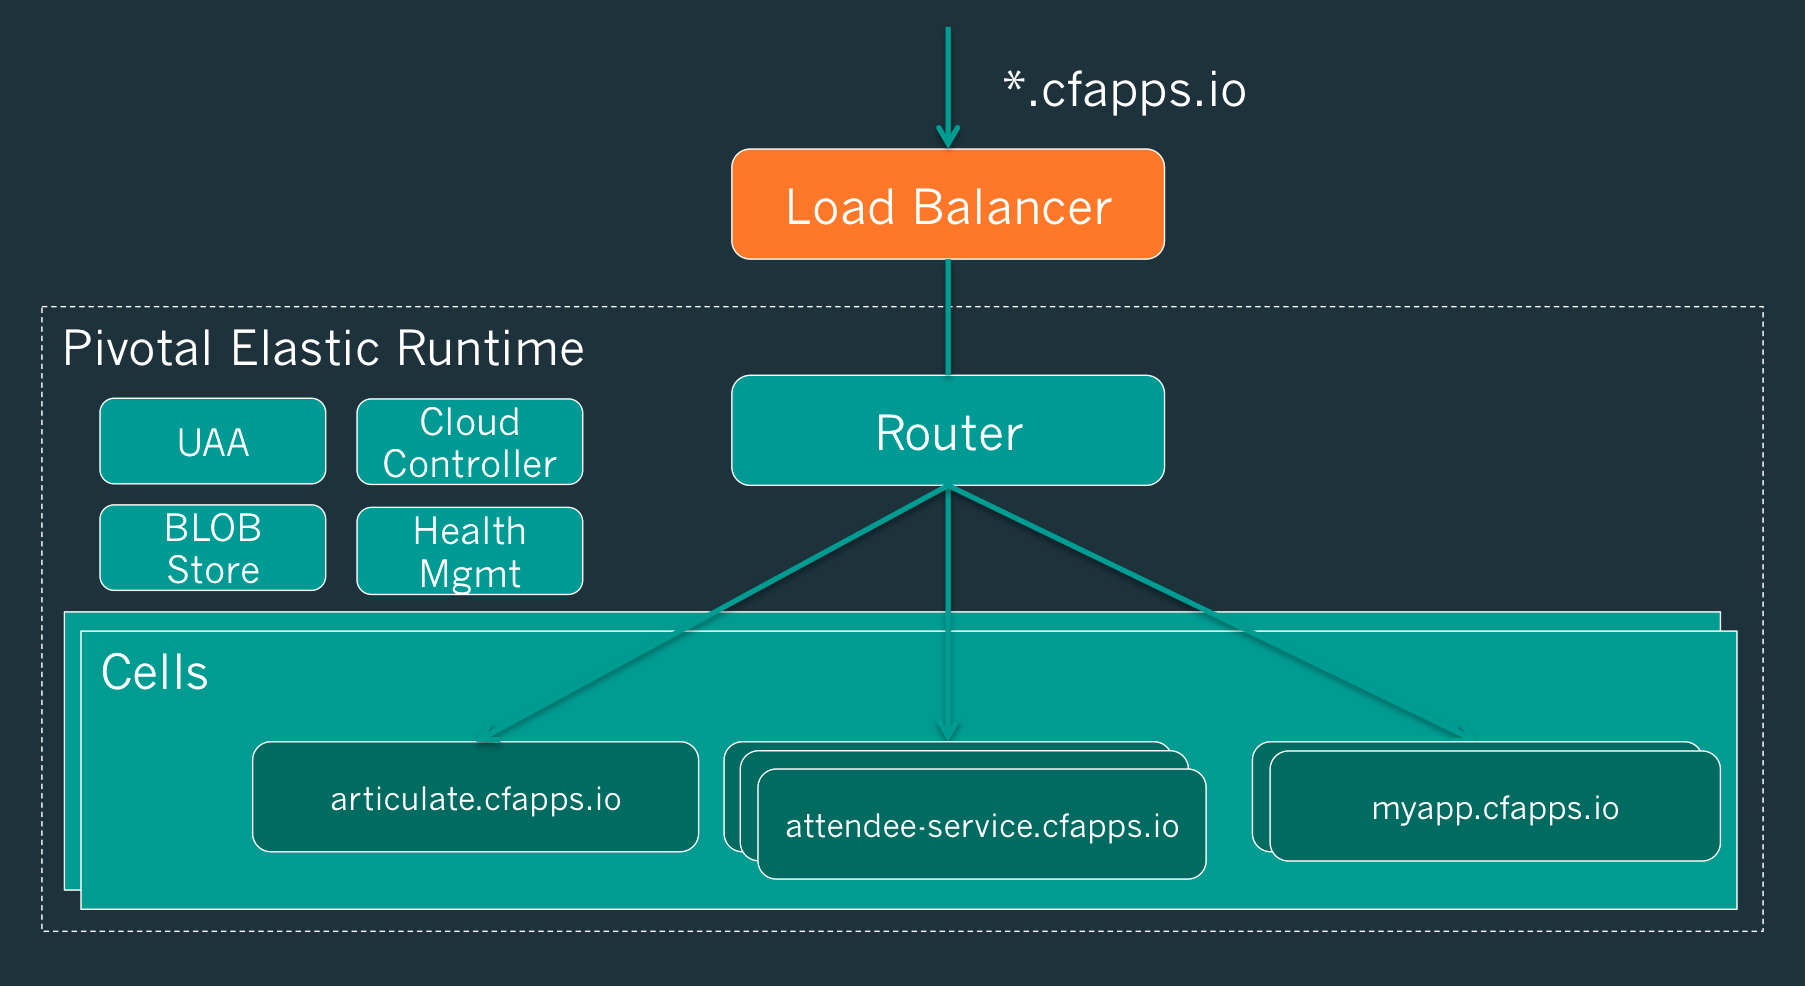 *.cfapps.io
Load Balancer
Pivotal Elastic Runtime
UAA
Cloud
Controller
BLOB
Store
Health
Mgmt
Router
Cells
articulate.cfapps.io
attendee-service.cfapps.io
myapp.cfapps.io